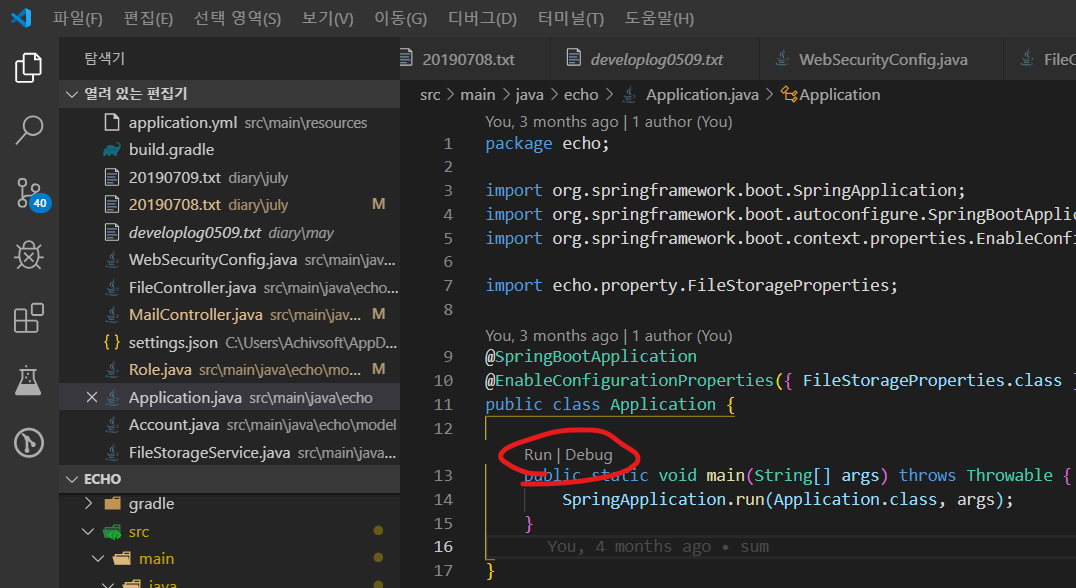 파일(F) 편집(E) 선택 영역(S) 보기(V) 이동(G) 디버그(D) 터미널(T) 도움말(H)
탐색기
열려 있는 편집기
application.yml src\main\resources
build.gradle
20190709.txt diary\july
20190708.txt diary\july M
developlog0509.txt diary\may
WebSecurityConfig.java src\main\jav...
FileController.java src\main\java\echo...
MailController.java src\main\jav... M
{ } settings.json C:\Users\Achivsoft\AppD...
Role.java src\main\java\echo\mo... M
Application.java src\main\java\echo
Account.java src\main\java\echo\model
FileStorageService.java src\main\java...
ECHO
gradle
src
main
java
40
20190708.txt developlog0509.txt WebSecurityConfig.java FileC
src > main > java > echo > Application.java > Application
You, 3 months ago | 1 author (You)
1 package echo;
2
3 import org.springframework.boot.SpringApplication;
4 import org.springframework.boot.autoconfigure.SpringBootApplic
5 import org.springframework.boot.context.properties.EnableConf
6
7 import echo.property.FileStorageProperties;
8
You, 3 months ago | 1 author (You)
9 @SpringBootApplication
10 @EnableConfigurationProperties({ FileStorageProperties.class }
11 public class Application {
12
Run | Debug
13 public static void main(String[] args) throws Throwable {
14 SpringApplication.run(Application.class, args);
15 }
16 You, 4 months ago • sum
17 }